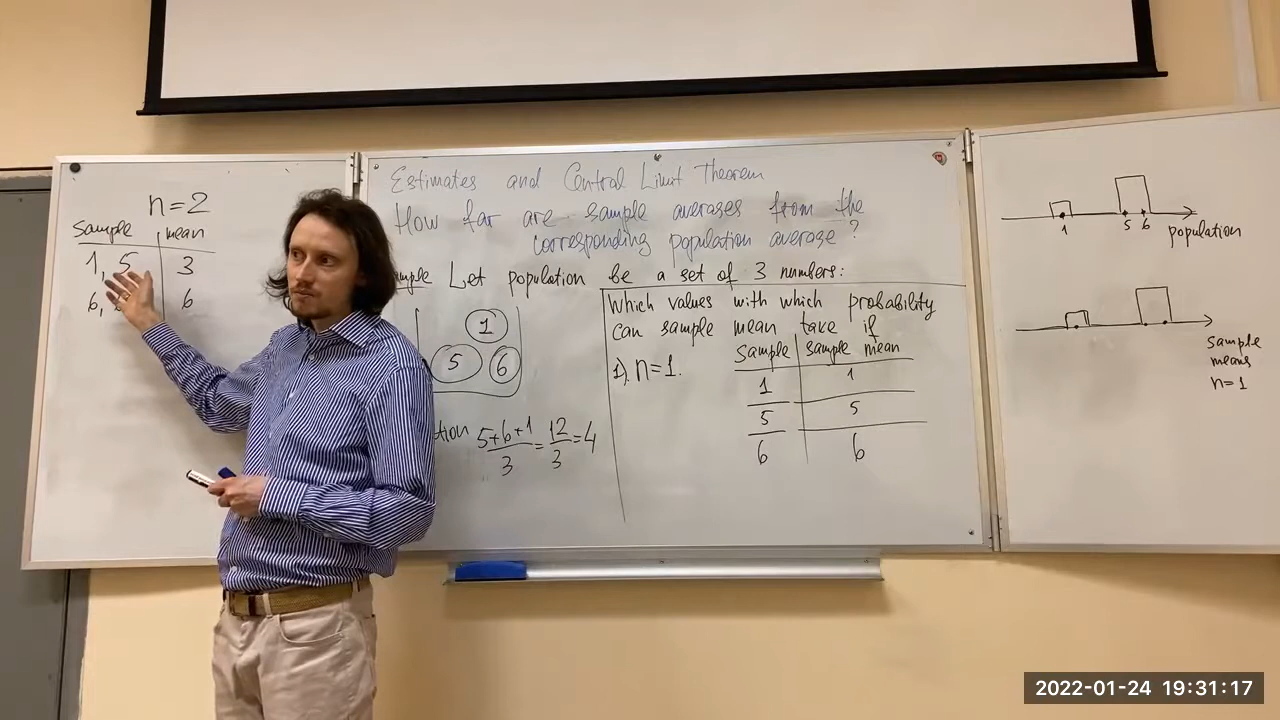 n=2
Sample mean
1, 5 3
6, 6
Estimates and Central Limit Theorem
How far are sample averages from the
corresponding population average?
Let population be a set of 3 numbers:
1
5 6
5+6+1/3=12/3=4
Which values with which probability
can sample mean take if
1). n=1.
Sample sample mean
1 1
5 5
6 6
1 5 6
population
sample
means
n=1
2022-01-24 19:31:17